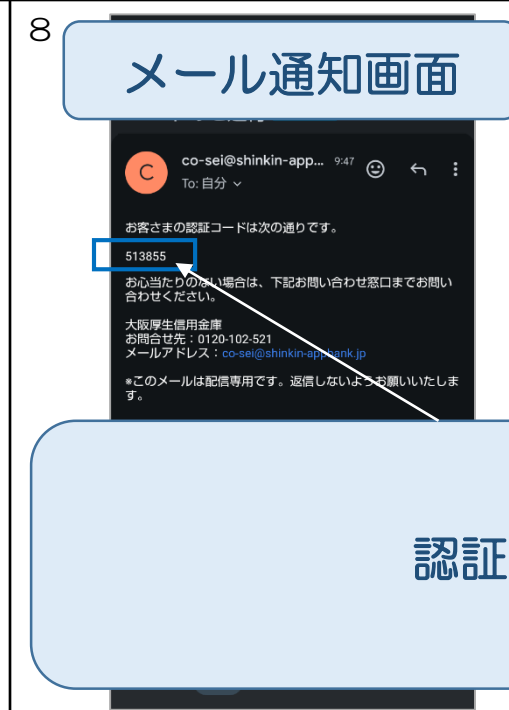 8
メール通知画面
C
co-sei@shinkin-app... 9:47
To: 自分
お客さまの認証コードは次の通りです。
513855
お心当たりのない場合は、下記お問い合わせ窓口までお問い
合わせください。
大阪厚生信用金庫
お問合せ先：0120-102-521
メールアドレス：co-sei@shinkin-appbank.jp
※このメールは配信専用です。返信しないようお願いいたしま
す。
認証